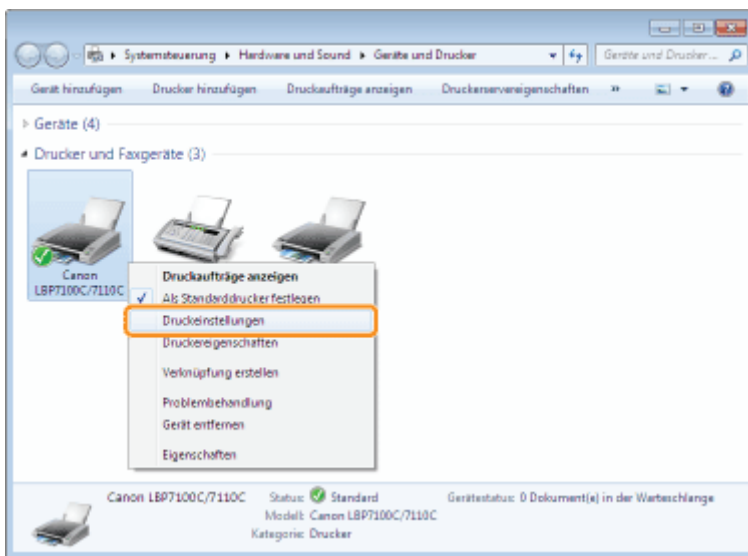 Systemsteuerung ▸ Hardware und Sound ▸ Geräte und Drucker Geräte und Drucker...
Gerät hinzufügen Drucker hinzufügen Druckaufträge anzeigen Druckerservereigenschaften »
Geräte (4)
Drucker und Faxgeräte (3)
Canon
LBP7100C/7110C
Druckaufträge anzeigen
Als Standarddrucker festlegen
Druckeinstellungen
Druckereigenschaften
Verknüpfung erstellen
Problembehandlung
Gerät entfernen
Eigenschaften
Canon LBP7100C/7110C Status: Standard Gerätestatus: 0 Dokument(e) in der Warteschlange
Modell: Canon LBP7100C/7110C
Kategorie: Drucker